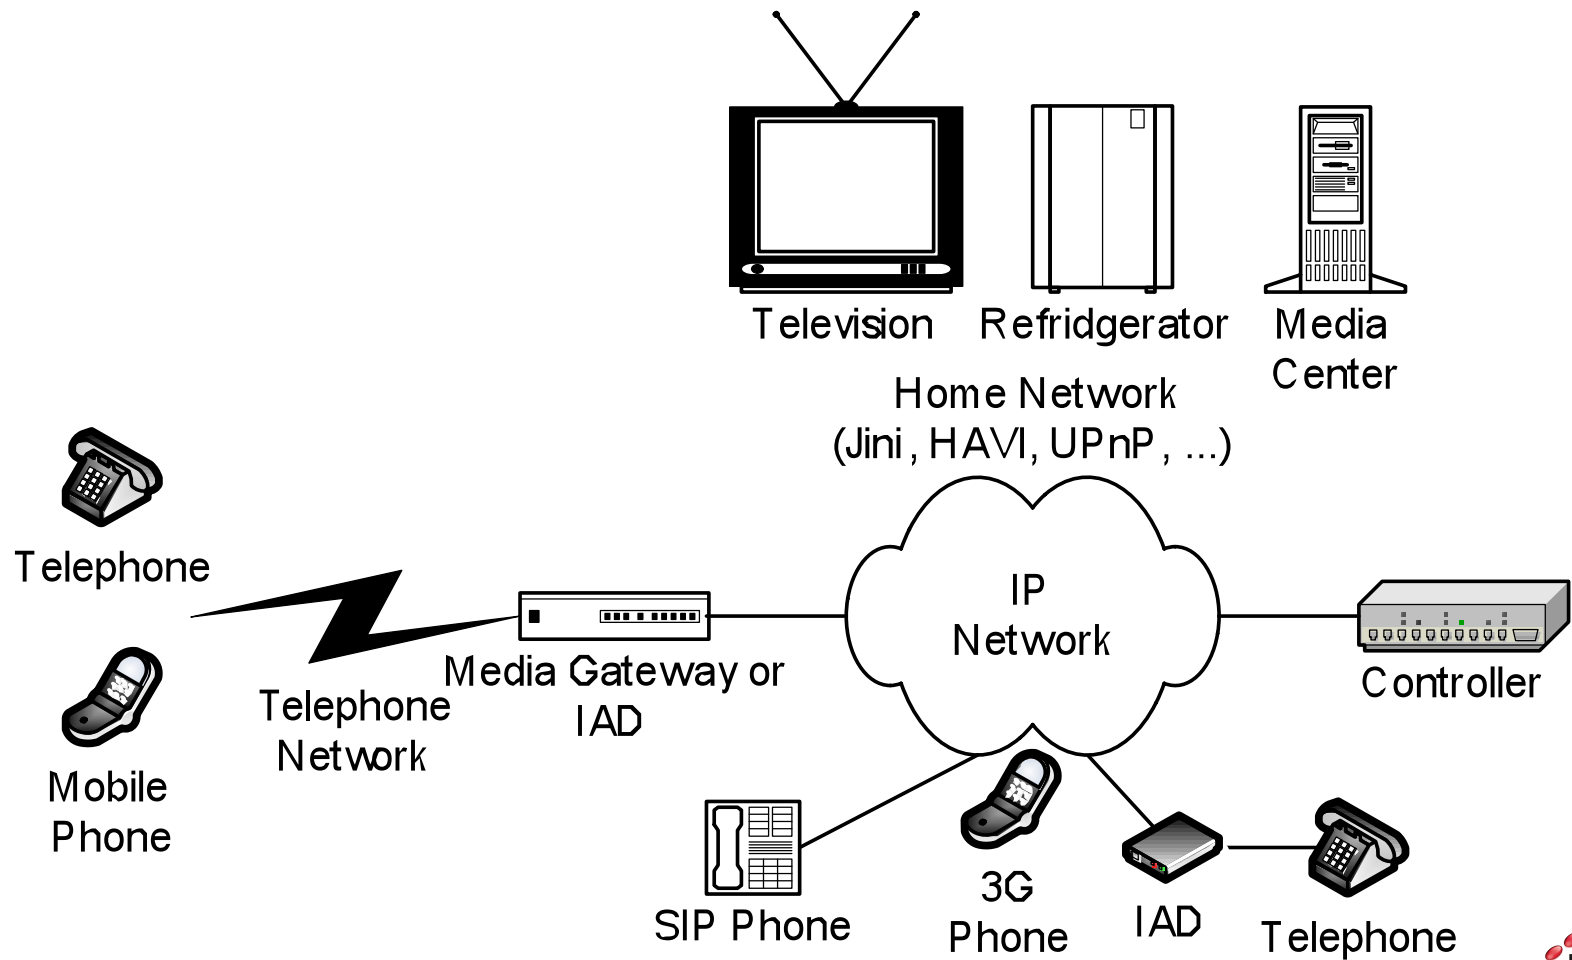 Television
Refridgerator
Media
Center
Home Network
(Jini, HAVI, UPnP, ...)
Telephone
IP
Network
Media Gateway or
IAD
Controller
Telephone
Network
Mobile
Phone
SIP Phone
3G
Phone
IAD
Telephone